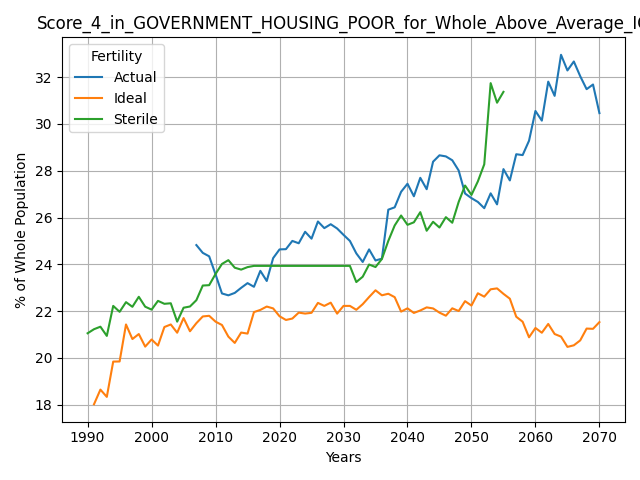 Score_4_in_GOVERNMENT_HOUSING_POOR_for_Whole_Above_Average_I
Fertility
Actual
Ideal
Sterile
% of Whole Population
32
30
28
26
24
22
20
18
1990 2000 2010 2020 2030 2040 2050 2060 2070
Years